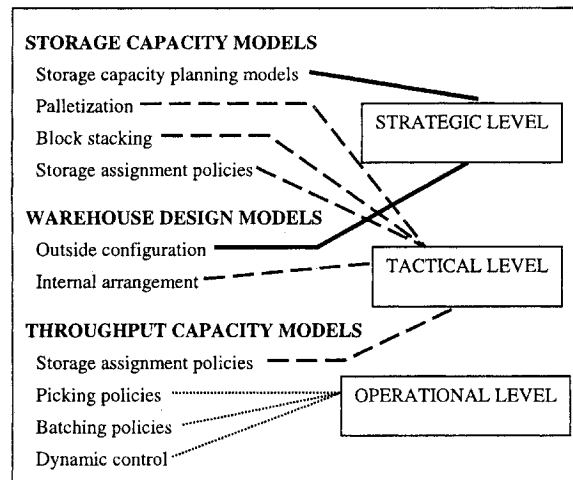 STORAGE CAPACITY MODELS
Storage capacity planning models
Palletization
Block stacking
Storage assignment policies
STRATEGIC LEVEL
WAREHOUSE DESIGN MODELS
Outside configuration
Internal arrangement
TACTICAL LEVEL
THROUGHPUT CAPACITY MODELS
Storage assignment policies
Picking policies
Batching policies
Dynamic control
OPERATIONAL LEVEL